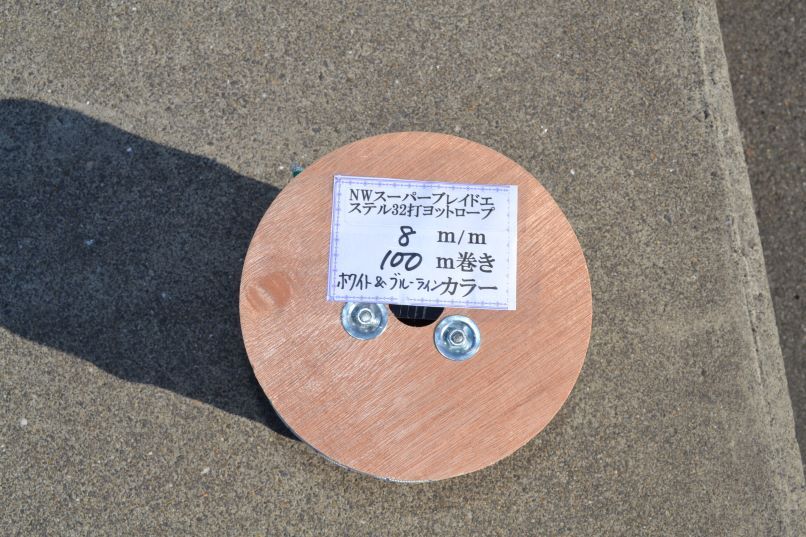 NWスーパーブレイドエ
ステル32打ヨットロープ
8 m/m
100 m巻き
ホワイト&ブルーラインカラー